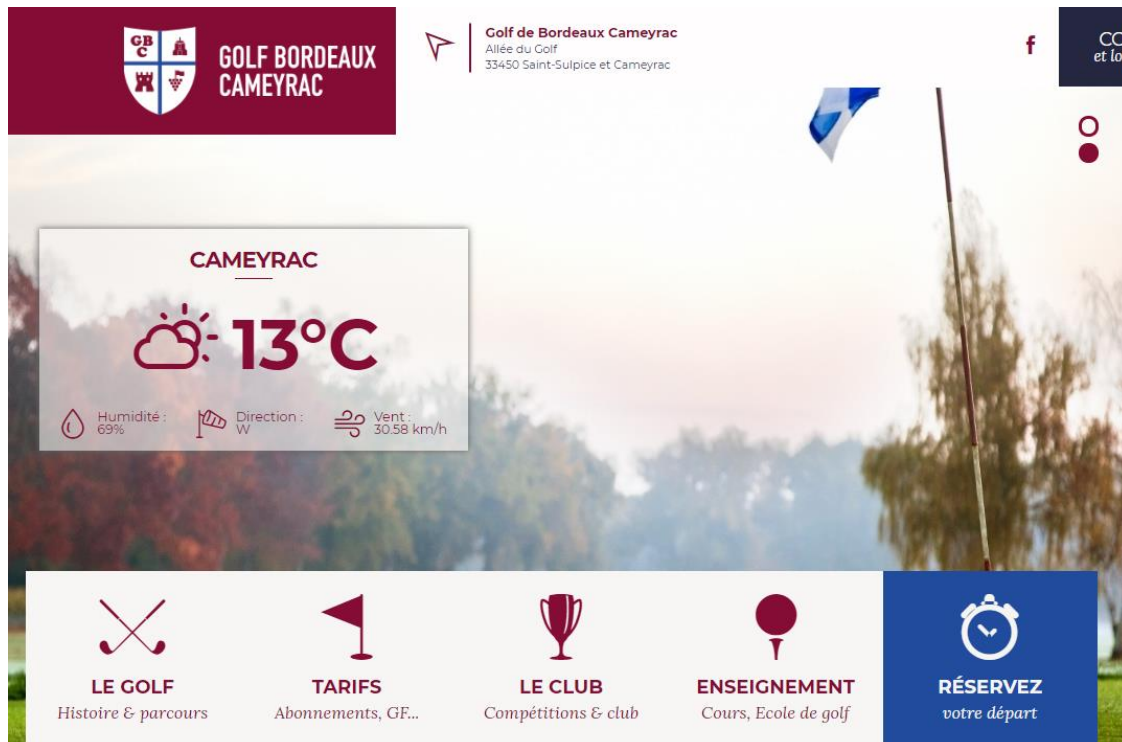 GB
C
GOLF BORDEAUX
CAMEYRAC
Golf de Bordeaux Cameyrac
Allée du Golf
33450 Saint-Sulpice et Cameyrac
f
CAMEYRAC
13°C
Humidité :
69%
Direction :
W
Vent :
30.58 km/h
LE GOLF
Histoire & parcours
TARIFS
Abonnements, GF...
LE CLUB
Compétitions & club
ENSEIGNEMENT
Cours, Ecole de golf
RÉSERVEZ
votre départ